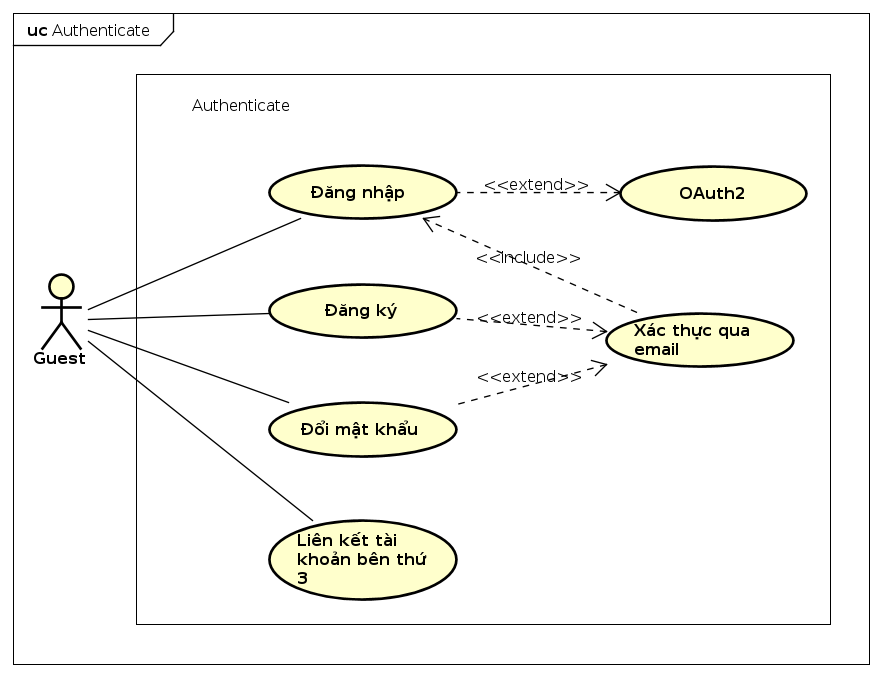 uc Authenticate
Authenticate
Đăng nhập
<<extend>>
OAuth2
<<include>>
Đăng ký
<<extend>>
Xác thực qua
email
Guest
<<extend>>
Đổi mật khẩu
Liên kết tài
khoản bên thứ
3